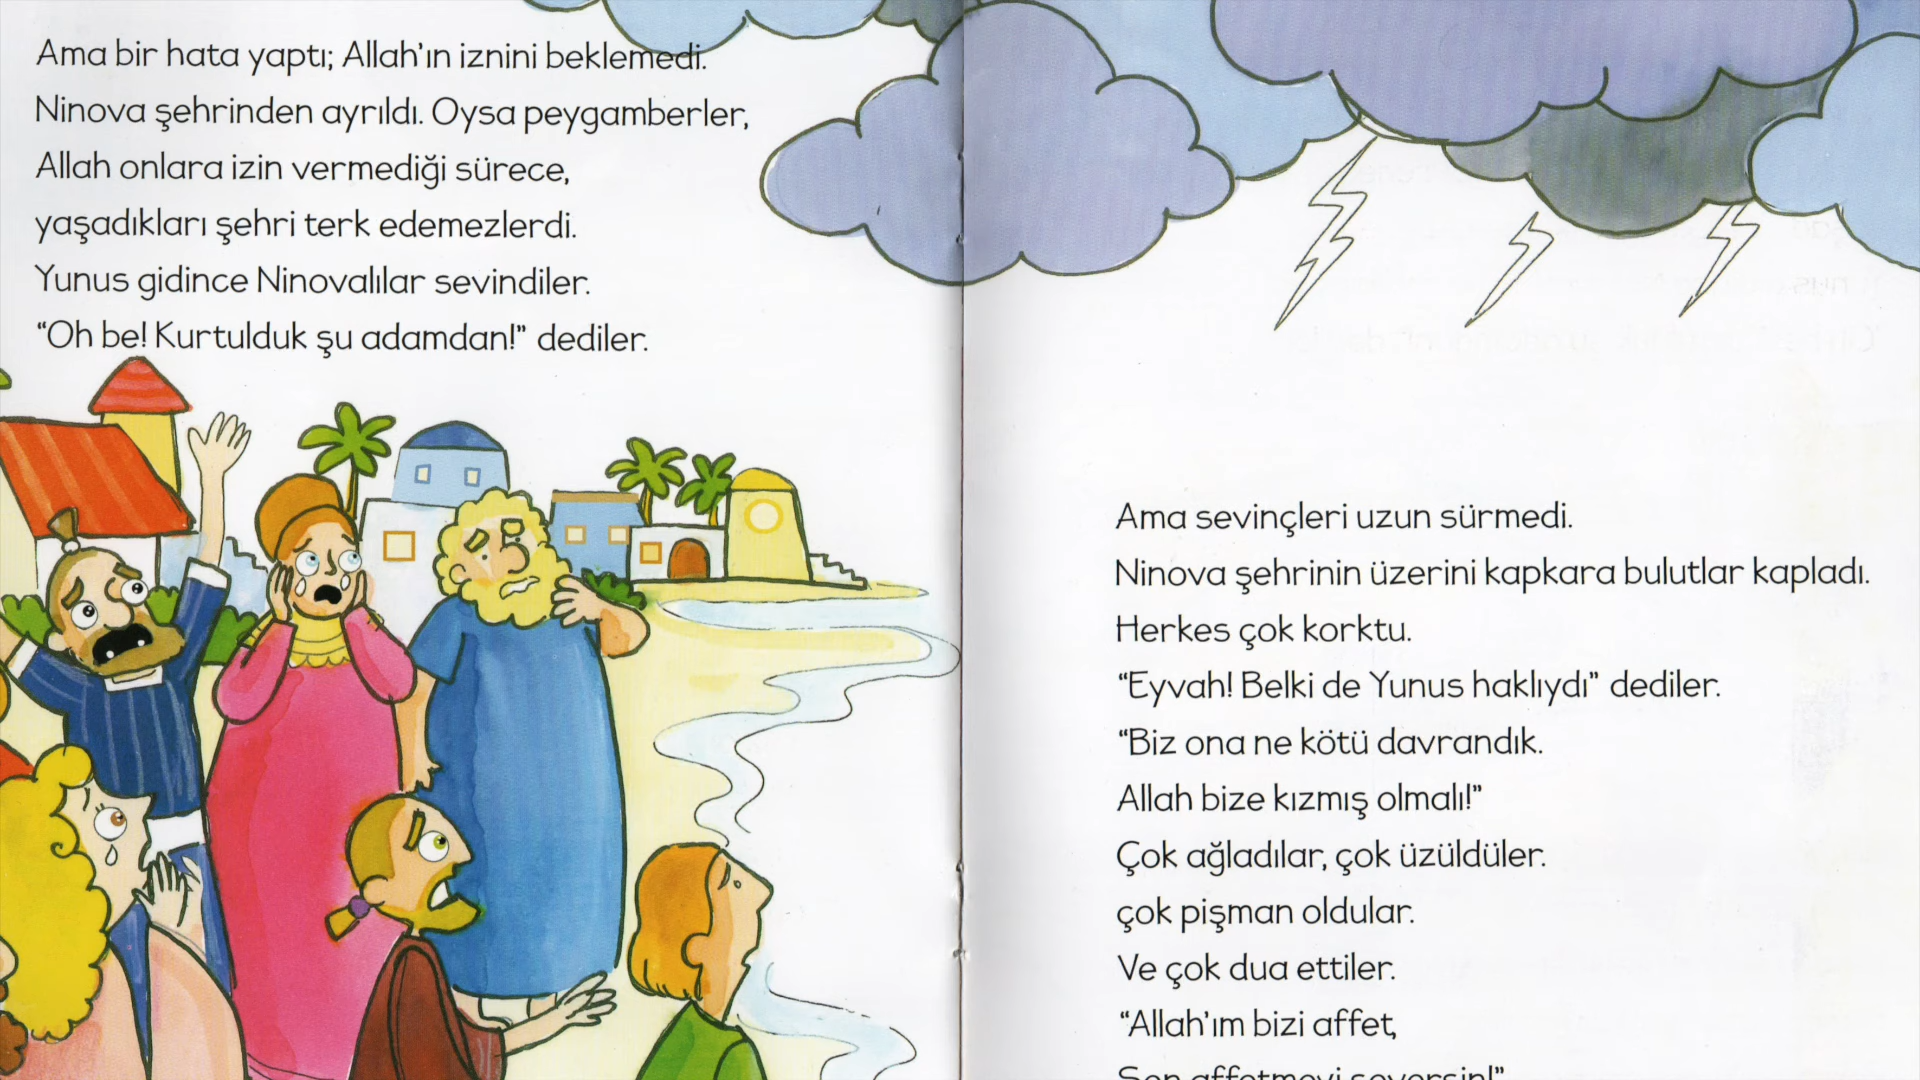 Ama bir hata yaptı; Allah'ın iznini beklemedi.
Ninova şehrinden ayrıldı. Oysa peygamberler,
Allah onlara izin vermediği sürece,
yaşadıkları şehri terk edemezlerdi.
Yunus gidince Ninovalılar sevindiler.
“Oh be! Kurtulduk şu adamdan!” dediler.
Ama sevinçleri uzun sürmedi.
Ninova şehrinin üzerini kapkara bulutlar kapladı.
Herkes çok korktu.
“Eyvah! Belki de Yunus haklıydı” dediler.
“Biz ona ne kötü davrandık.
Allah bize kızmış olmalı!”
Çok ağladılar, çok üzüldüler.
çok pişman oldular.
Ve çok dua ettiler.
“Allah'ım bizi affet,
Sen affetmeyi seversin!”